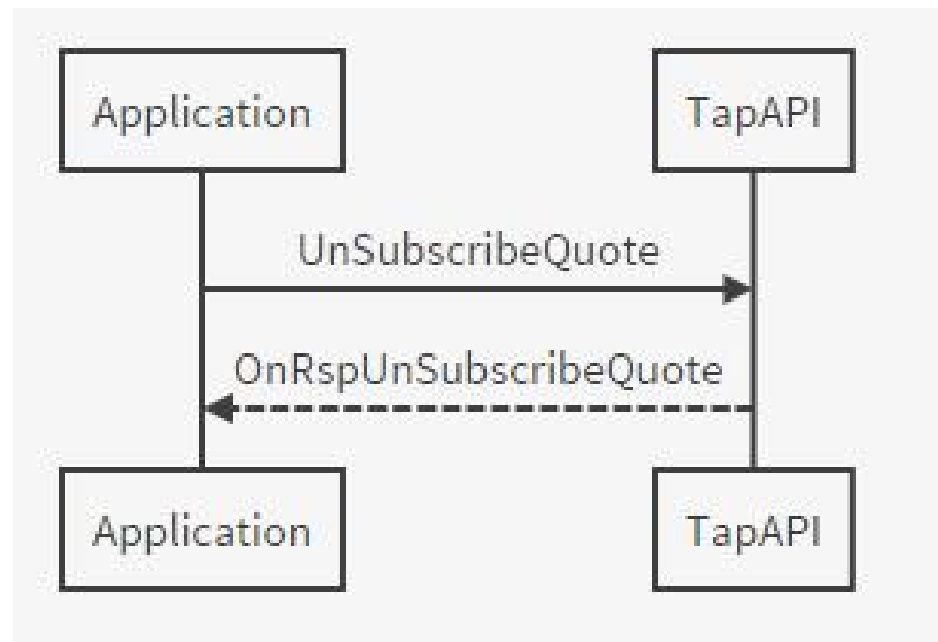 Application
TapAPI
UnSubscribeQuote
OnRspUnSubscribeQuote
Application
TapAPI